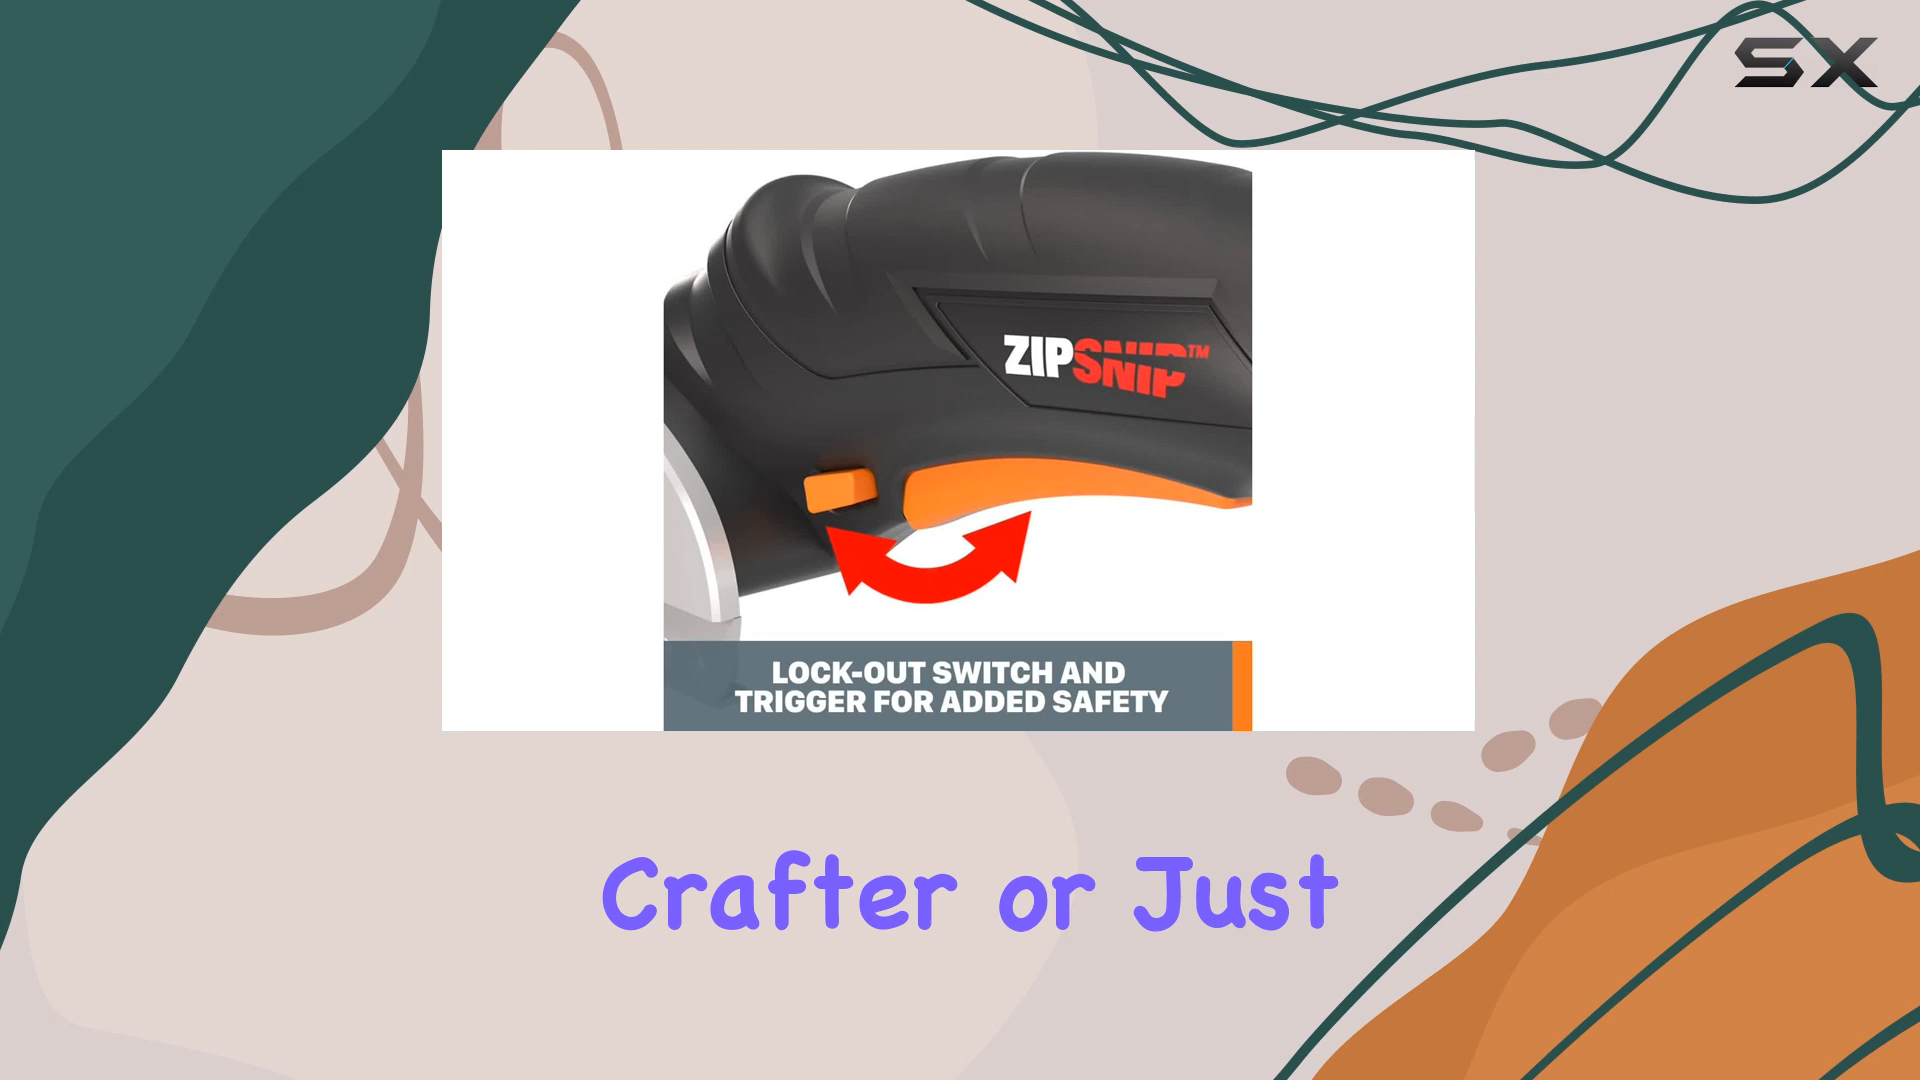 SX
ZIPSNIP™
LOCK-OUT SWITCH AND
TRIGGER FOR ADDED SAFETY
Crafter or Just